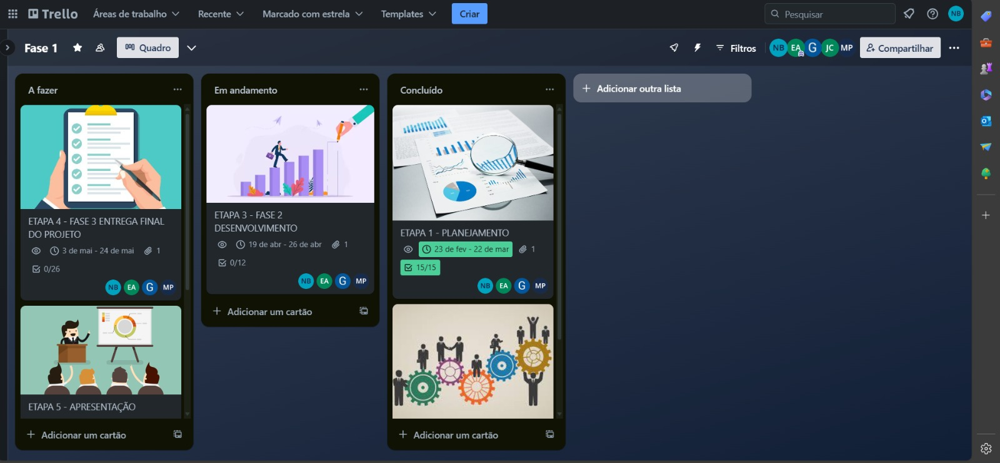 Trello
Áreas de trabalho
Recente
Marcado com estrela
Templates
Criar
Pesquisar
NB
Fase 1
Quadro
Filtros
NB EA G JC MP
Compartilhar
A fazer
ETAPA 4 - FASE 3 ENTREGA FINAL
DO PROJETO
3 de mai - 24 de mai
1
0/26
NB EA G MP
ETAPA 5 - APRESENTAÇÃO
Adicionar um cartão
Em andamento
ETAPA 3 - FASE 2
DESENVOLVIMENTO
19 de abr - 26 de abr
1
0/12
NB EA G MP
Adicionar um cartão
Concluído
ETAPA 1 - PLANEJAMENTO
23 de fev - 22 de mar
1
15/15
NB EA G MP
Adicionar um cartão
Adicionar outra lista